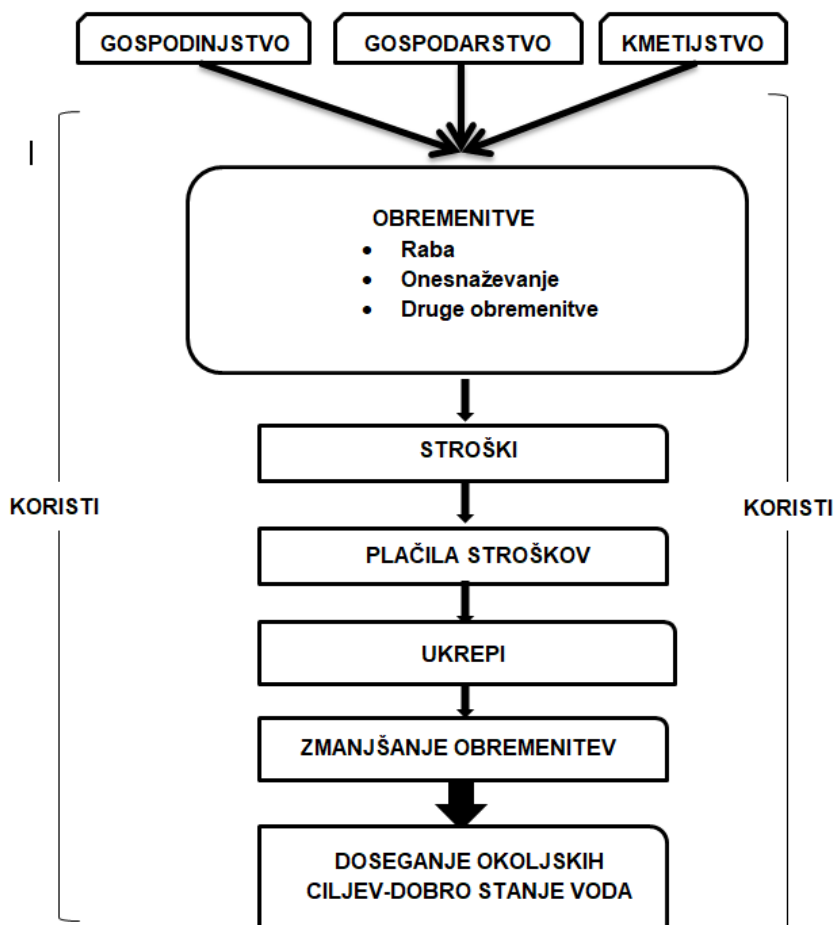 GOSPODINJSTVO
GOSPODARSTVO
KMETIJSTVO
OBREMENITVE
• Raba
• Onesnaževanje
• Druge obremenitve
STROŠKI
KORISTI
KORISTI
PLAČILA STROŠKOV
UKREPI
ZMANJŠANJE OBREMENITEV
DOSEGANJE OKOLJSKIH
CILJEV-DOBRO STANJE VODA